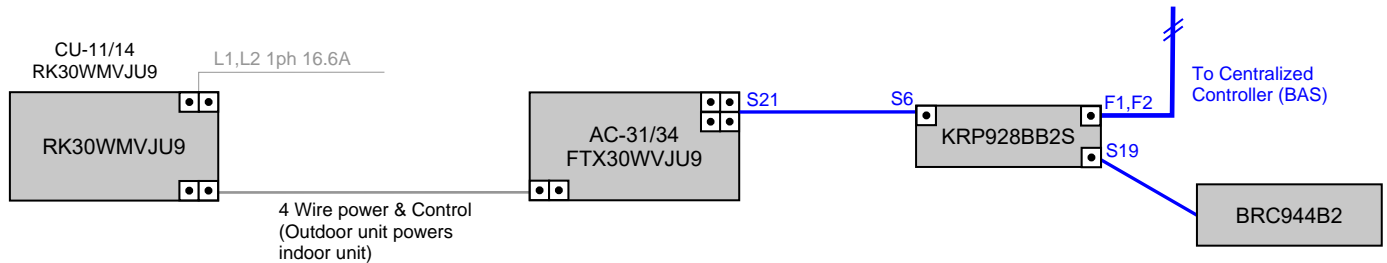 CU-11/14
RK30WMVJU9
L1,L2 1ph 16.6A
RK30WMVJU9
4 Wire power & Control
(Outdoor unit powers
indoor unit)
AC-31/34
FTX30WVJU9
S21
S6
KRP928BB2S
F1,F2
S19
To Centralized
Controller (BAS)
BRC944B2